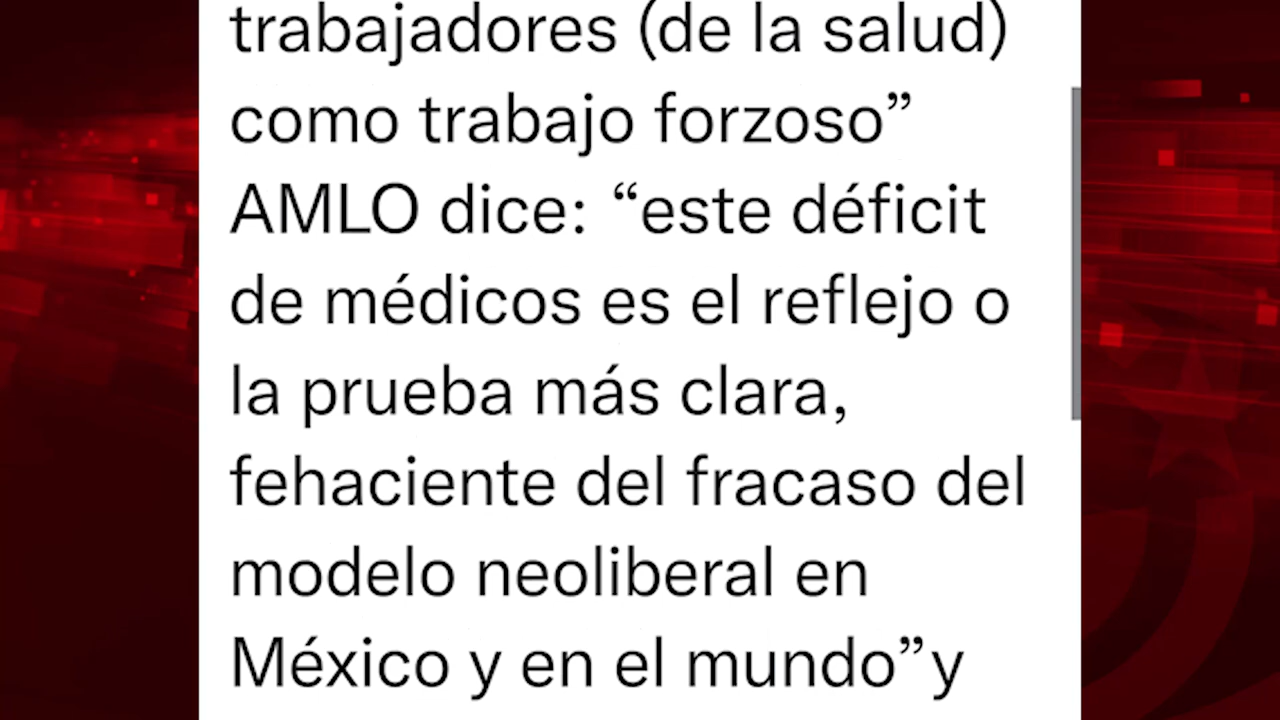 trabajadores (de la salud)
como trabajo forzoso”
AMLO dice: “este déficit
de médicos es el reflejo o
la prueba más clara,
fehaciente del fracaso del
modelo neoliberal en
México y en el mundo”y